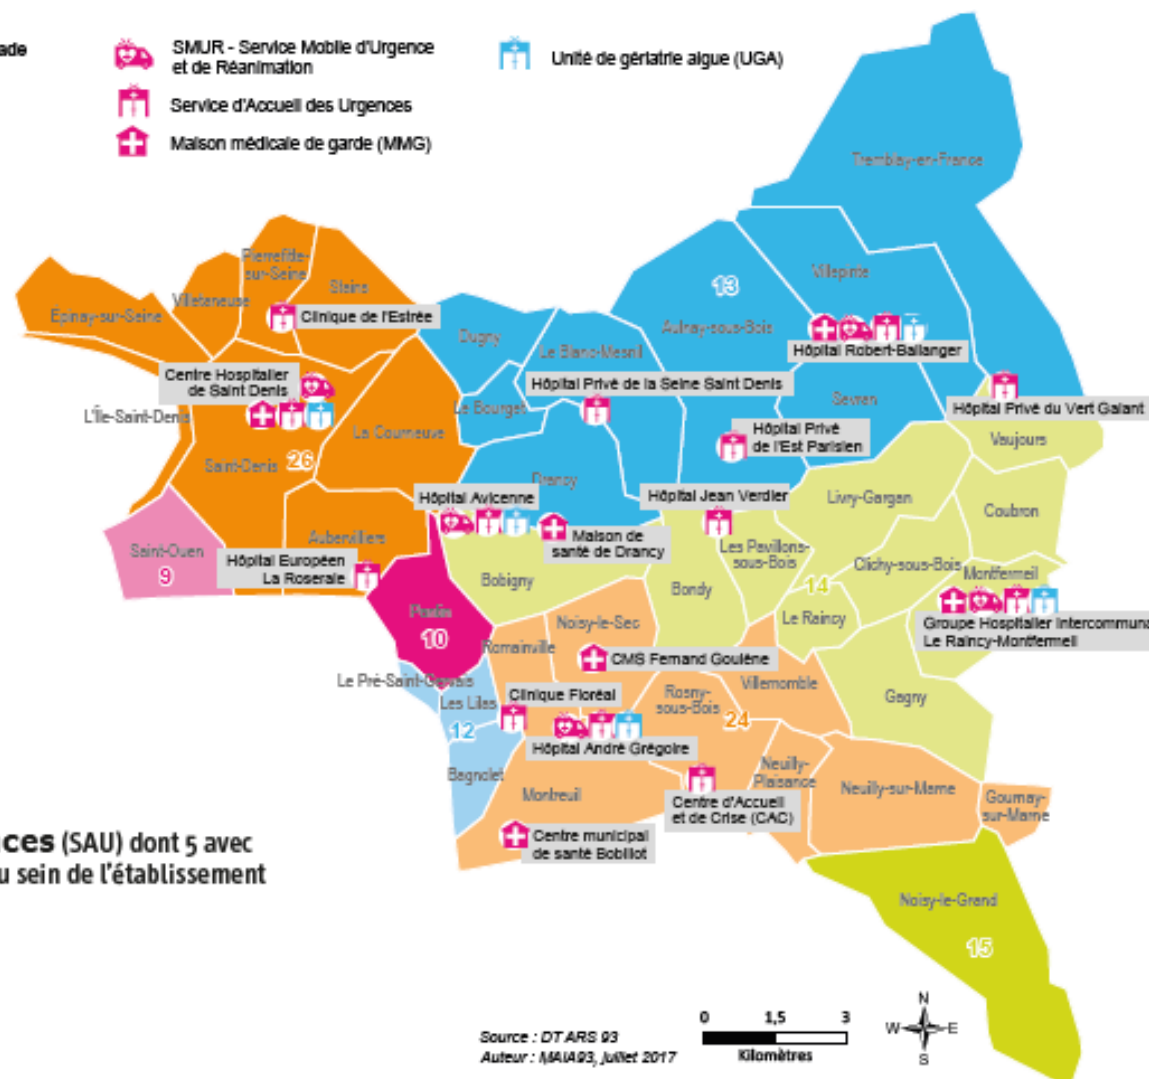 ade
SMUR - Service Mobile d'Urgence
et de Réanimation
Service d'Accueil des Urgences
Maison médicale de garde (MMG)
Unité de gériatrie aigue (UGA)
Tremblay-en-France
Villepinte
13
Aulnay-sous-Bois
Pierrefitte-
sur-Seine
Stains
Villetaneuse
Épinay-sur-Seine
Clinique de l'Estrée
Dugny
Le Blanc-Mesnil
Hôpital Robert-Ballanger
Centre Hospitalier
de Saint Denis
Hôpital Privé de la Seine Saint Denis
Sevran
Hôpital Privé du Vert Galant
L'Île-Saint-Denis
La Courneuve
Le Bourget
Hôpital Privé
de l'Est Parisien
Vaujours
Saint-Denis
26
Drancy
Hôpital Avicenne
Hôpital Jean Verdier
Livry-Gargan
Coubron
Aubervilliers
Maison de
santé de Drancy
Les Pavillons-
sous-Bois
Saint-Ouen
9
Hôpital Européen
La Roseraie
Bobigny
Bondy
Clichy-sous-Bois
Montfermeil
14
Pantin
10
Noisy-le-Sec
Le Raincy
Groupe Hospitalier Intercommuna
Le Raincy-Montfermeil
Romainville
CMS Fernand Goulène
Le Pré-Saint-Gervais
Les Lilas
12
Clinique Floréal
Rosny-
sous-Bois
24
Villemomble
Gagny
Hôpital André Grégoire
Bagnolet
Montreuil
Neuilly-
Plaisance
Neuilly-sur-Marne
Gournay-
sur-Marne
Centre d'Accueil
et de Crise (CAC)
Centre municipal
de santé Bobillot
nces (SAU) dont 5 avec
u sein de l'établissement
Noisy-le-Grand
15
Source : DT ARS 93
Auteur : MAIA93, juillet 2017
0 1,5 3
Kilomètres
N
W E
S